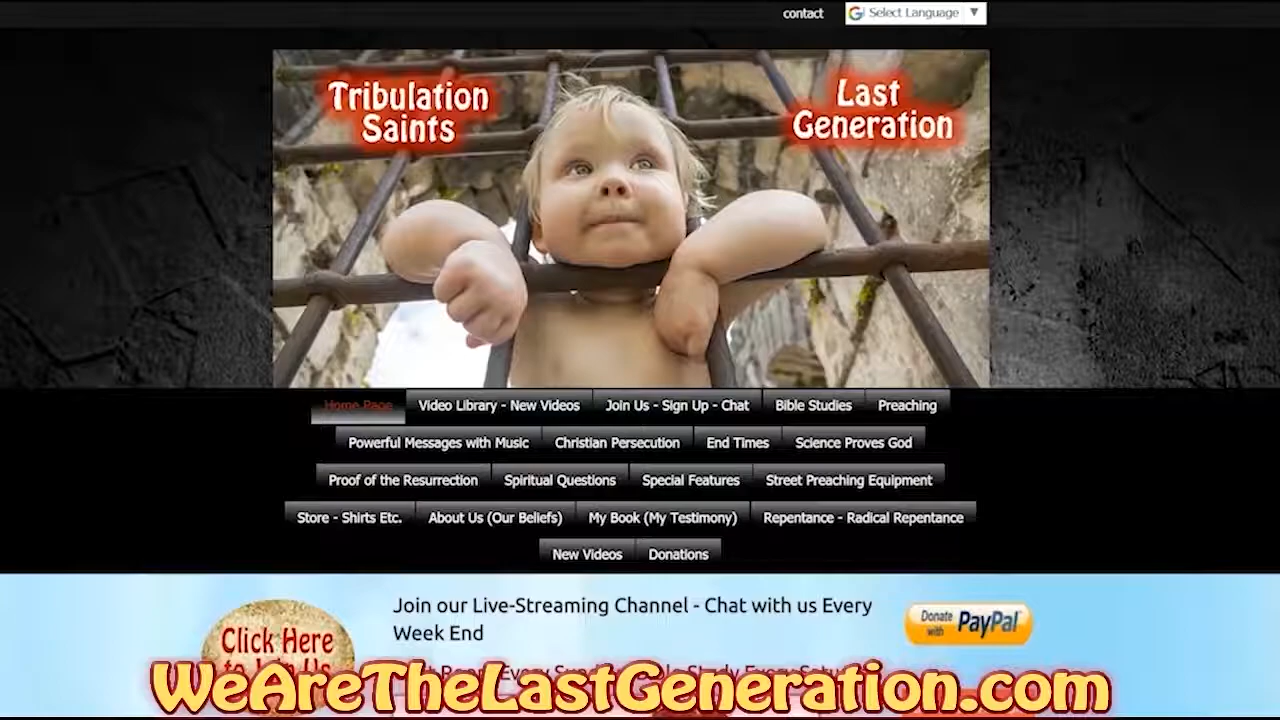 contact
Select Language ▼
Tribulation
Saints
Last
Generation
Home Page
Video Library - New Videos
Join Us - Sign Up - Chat
Bible Studies
Preaching
Powerful Messages with Music
Christian Persecution
End Times
Science Proves God
Proof of the Resurrection
Spiritual Questions
Special Features
Street Preaching Equipment
Store - Shirts Etc.
About Us (Our Beliefs)
My Book (My Testimony)
Repentance - Radical Repentance
New Videos
Donations
Join our Live-Streaming Channel - Chat with us Every
Week End
Donate
with
PayPal
Click Here
to Join Us
WeAreTheLastGeneration.com